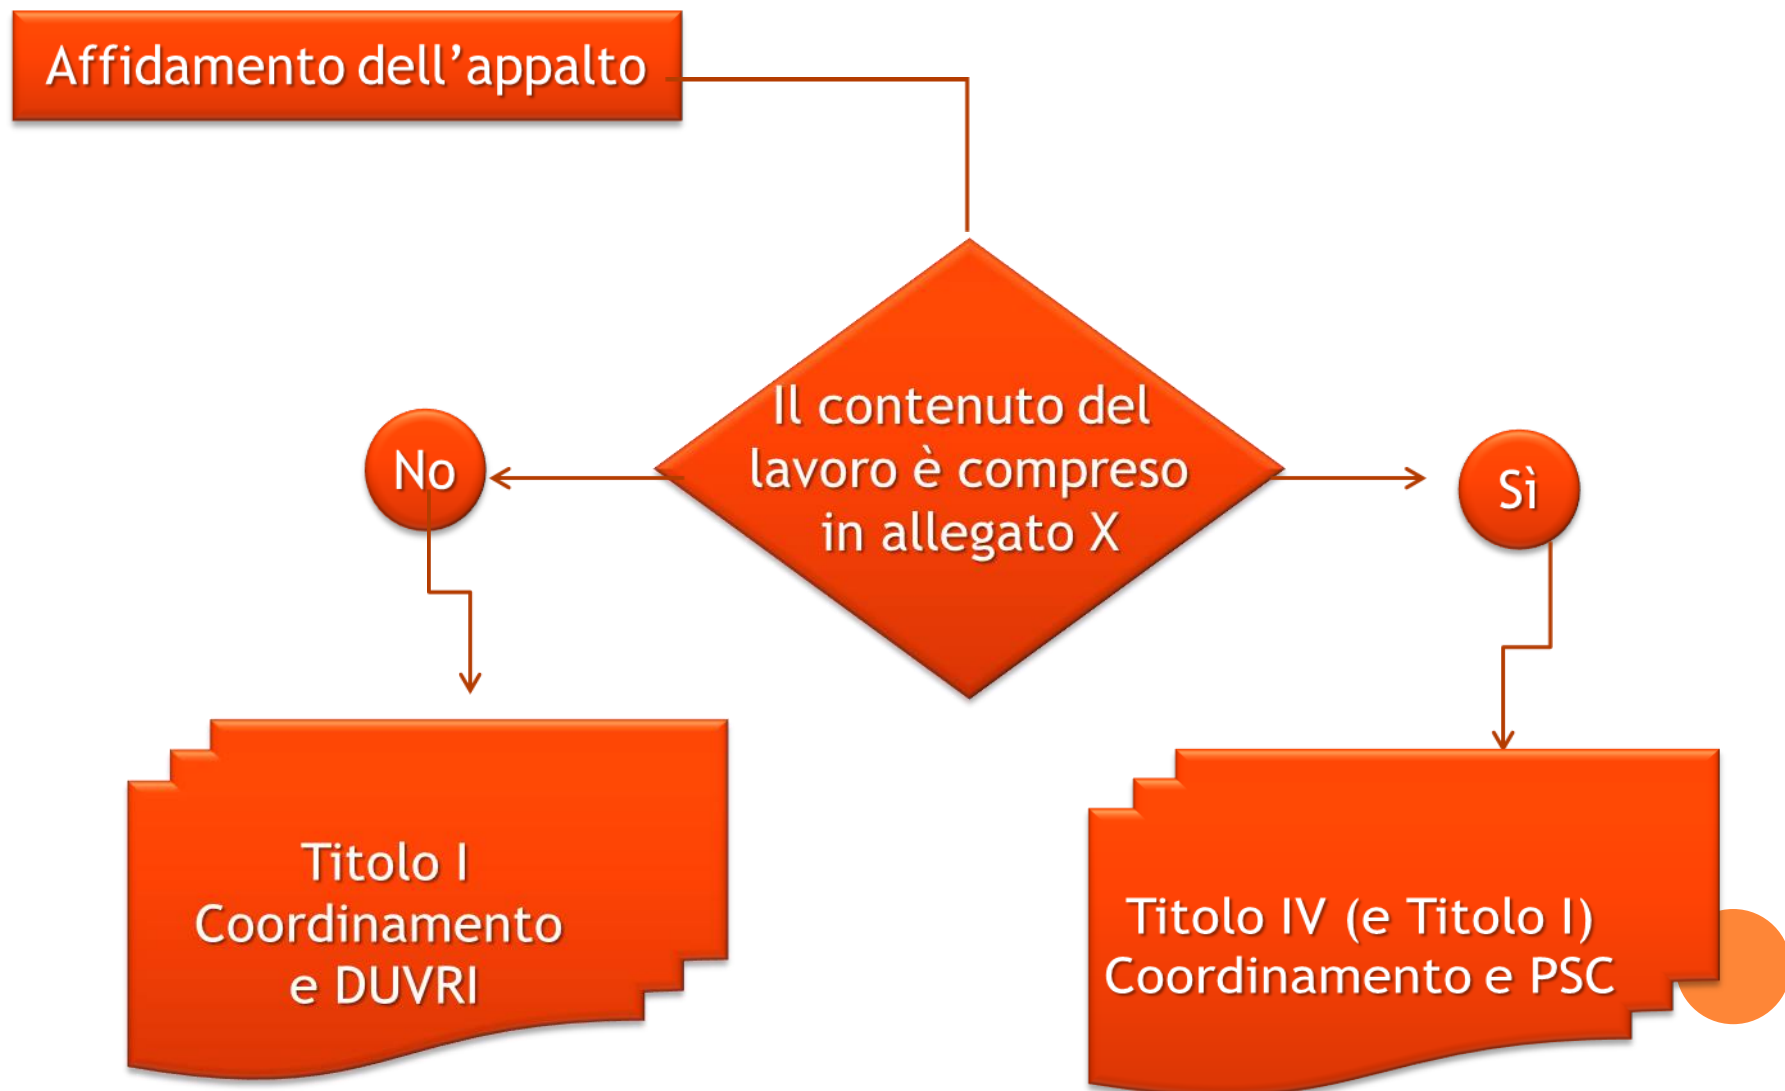 Affidamento dell’appalto
Il contenuto del
lavoro è compreso
in allegato X
No
Sì
Titolo I
Coordinamento
e DUVRI
Titolo IV (e Titolo I)
Coordinamento e PSC